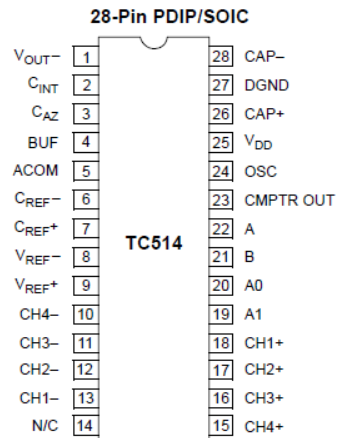 28-Pin PDIP/SOIC
VOUT– 1 28 CAP–
CINT 2 27 DGND
CAZ 3 26 CAP+
BUF 4 25 VDD
ACOM 5 24 OSC
CREF– 6 23 CMPTR OUT
CREF+ 7 22 A
TC514
VREF– 8 21 B
VREF+ 9 20 A0
CH4– 10 19 A1
CH3– 11 18 CH1+
CH2– 12 17 CH2+
CH1– 13 16 CH3+
N/C 14 15 CH4+